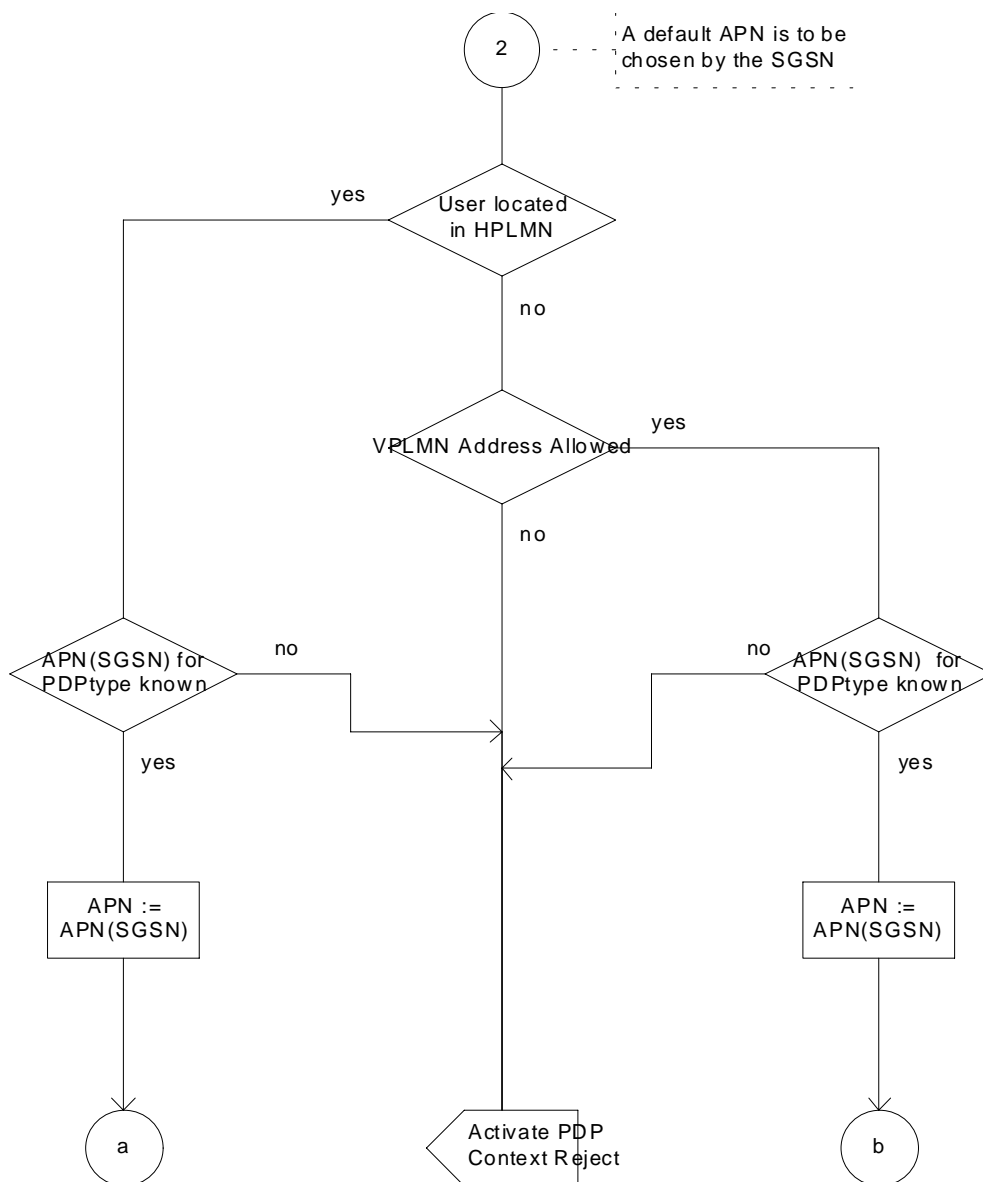 2
A default APN is to be
chosen by the SGSN
yes
User located
in HPLMN
no
yes
VPLMN Address Allowed
no
APN(SGSN) for
PDPtype known
no
no
APN(SGSN) for
PDPtype known
yes
yes
APN :=
APN(SGSN)
APN :=
APN(SGSN)
a
Activate PDP
Context Reject
b